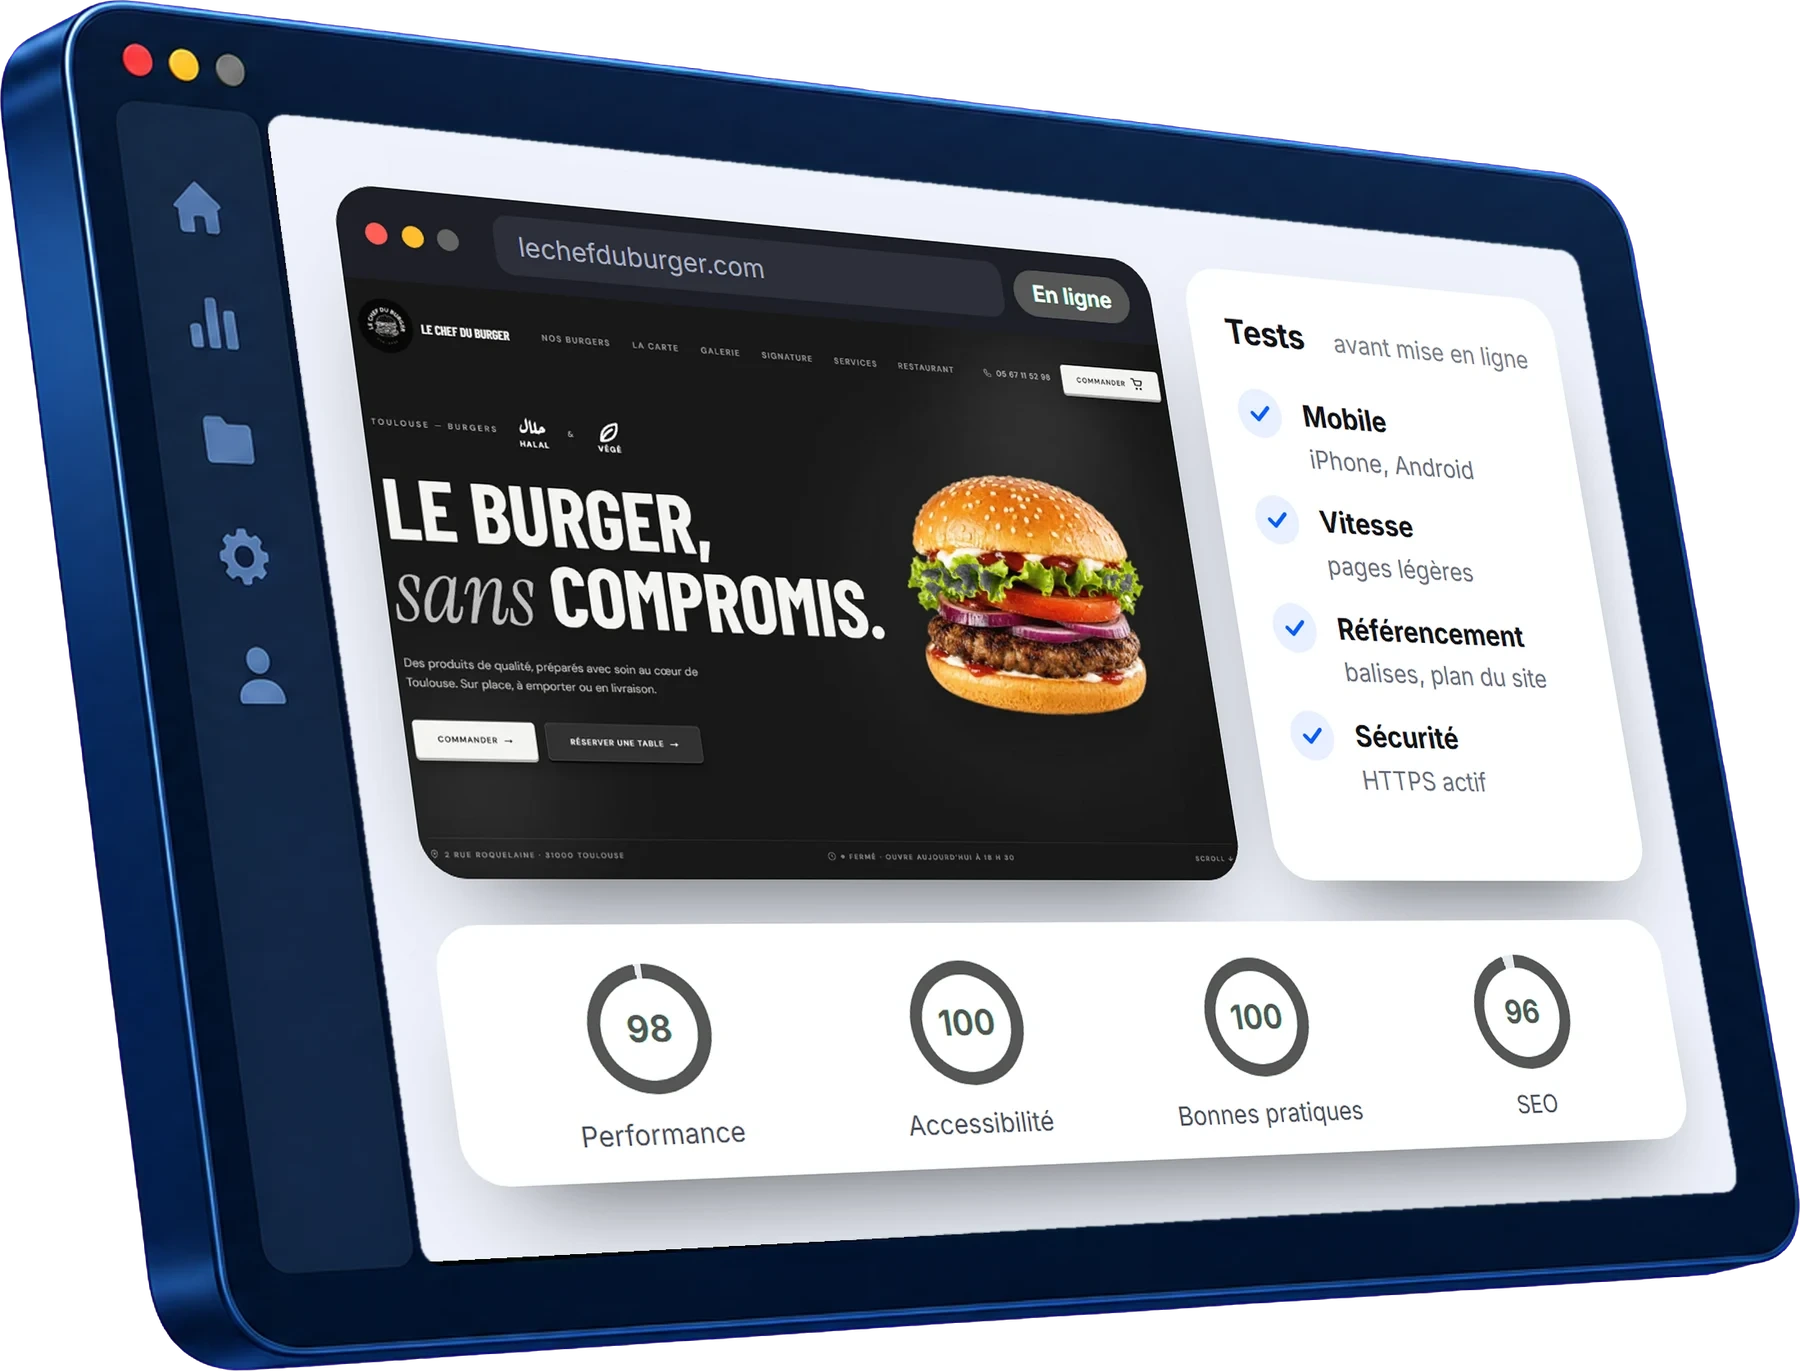 lechefduburger.com
En ligne
LE CHEF DU BURGER
LE CHEF DU BURGER
NOS BURGERS
LA CARTE
GALERIE
SIGNATURE
SERVICES
RESTAURANT
05 67 11 52 98
COMMANDER
TOULOUSE — BURGERS
حلال
HALAL
&
VÉGÉ
LE BURGER,
sans COMPROMIS.
Des produits de qualité, préparés avec soin au cœur de
Toulouse. Sur place, à emporter ou en livraison.
COMMANDER →
RÉSERVER UNE TABLE →
2 RUE ROQUELAINE · 31000 TOULOUSE
● FERMÉ · OUVRE AUJOURD'HUI À 18 H 30
SCROLL ↓
Tests avant mise en ligne
Mobile
iPhone, Android
Vitesse
pages légères
Référencement
balises, plan du site
Sécurité
HTTPS actif
98
Performance
100
Accessibilité
100
Bonnes pratiques
96
SEO